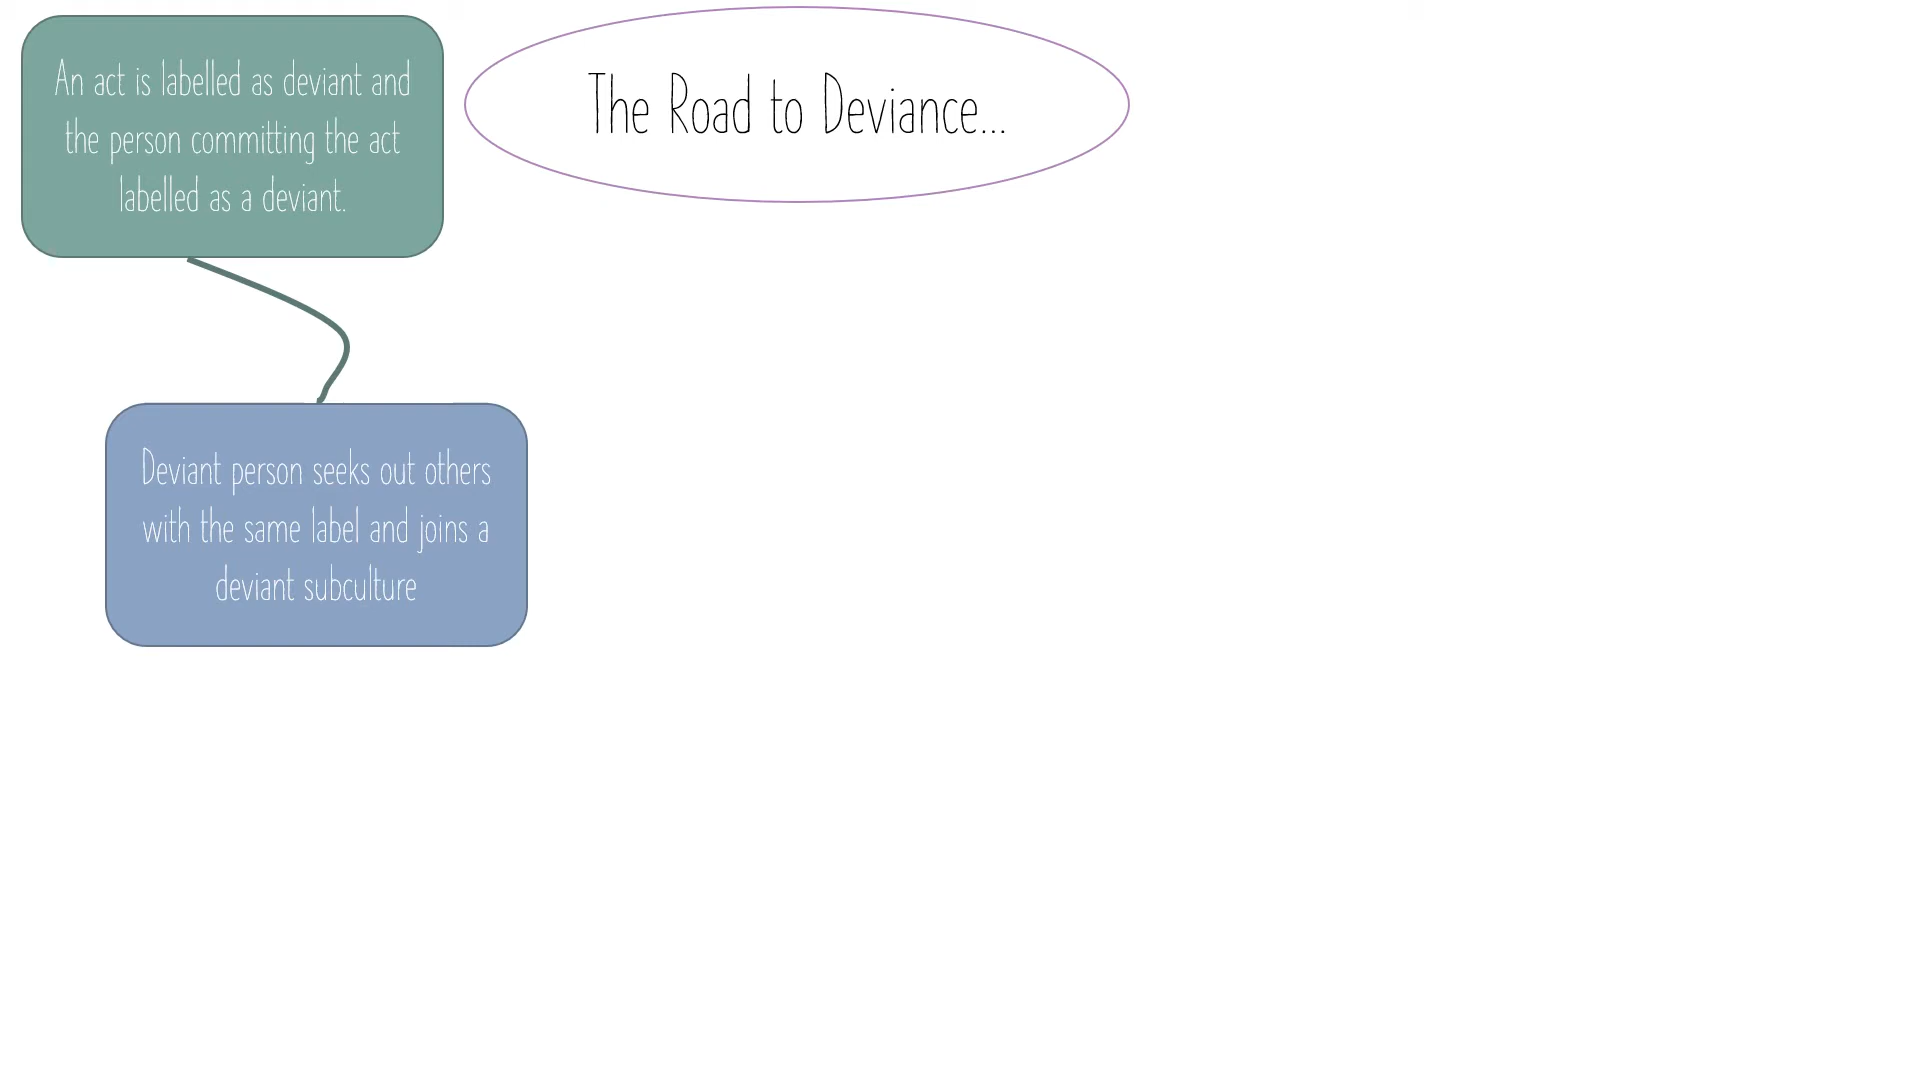 An act is labelled as deviant and
the person committing the act
labelled as a deviant.
The Road to Deviance...
Deviant person seeks out others
with the same label and joins a
deviant subculture